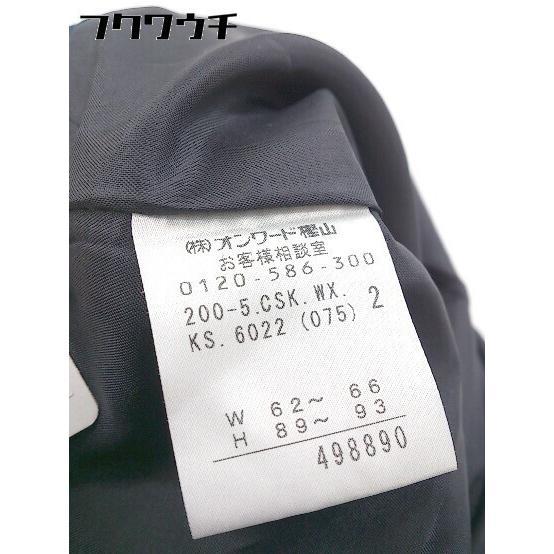 フクワウチ
(株)オンワード樫山
お客様相談室
0120-586-300
200-5.CSK.WX. 2
KS.6022 (075)
W 62～ 66
H 89～ 93
498890